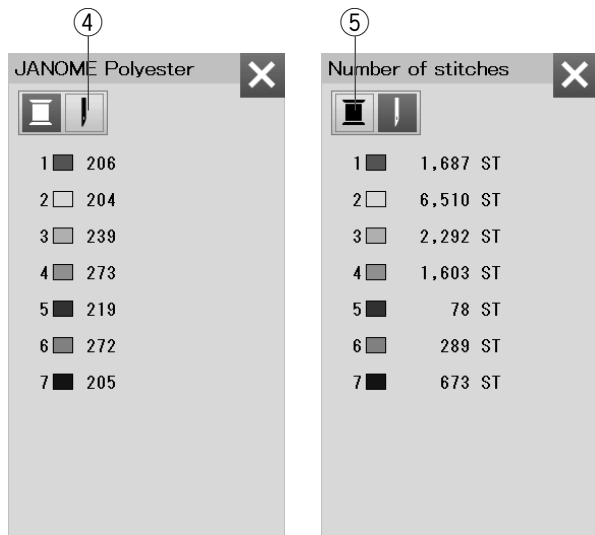 ④
JANOME Polyester
1 206
2 204
3 239
4 273
5 219
6 272
7 205
⑤
Number of stitches
1 1,687 ST
2 6,510 ST
3 2,292 ST
4 1,603 ST
5 78 ST
6 289 ST
7 673 ST